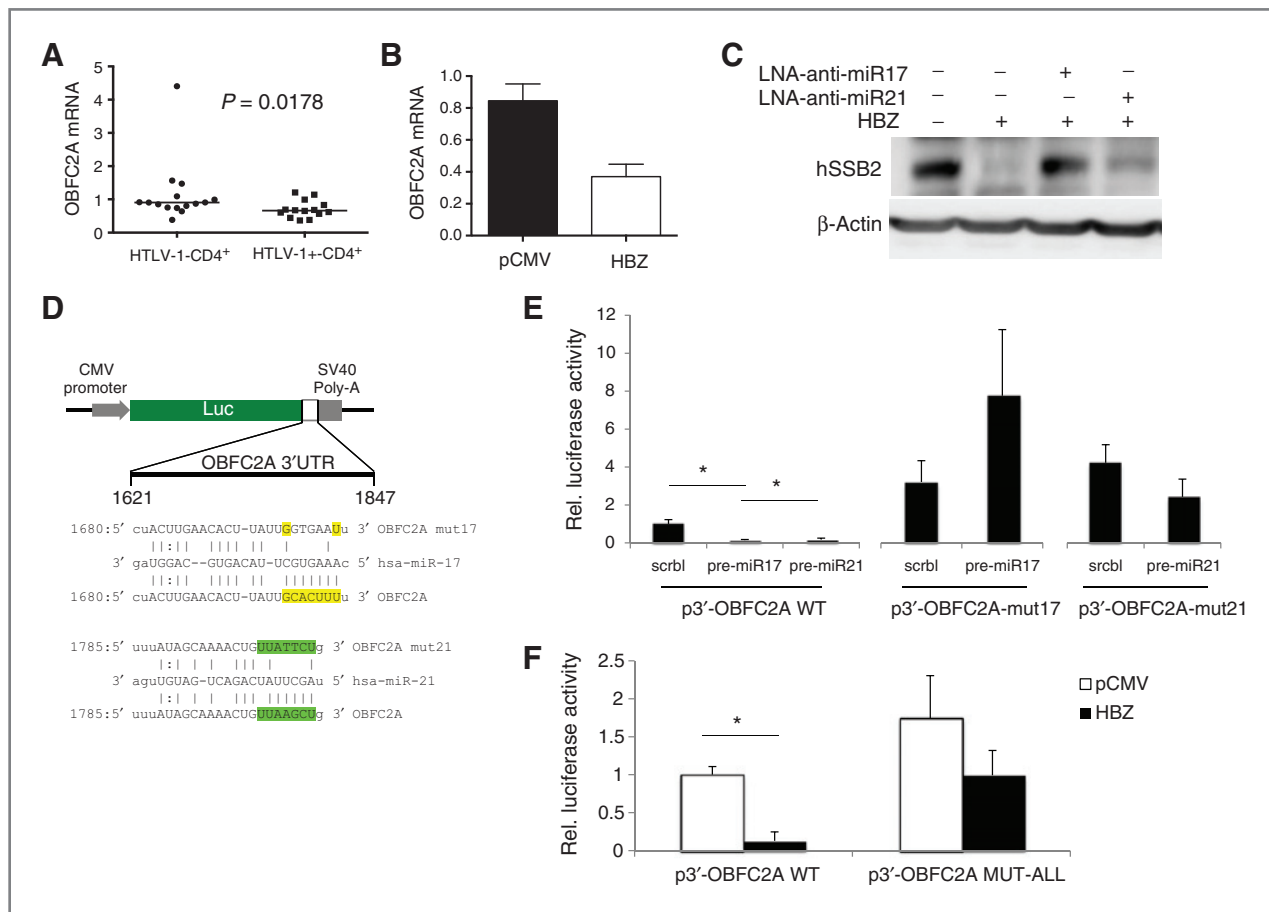 A
OBFC2A mRNA
5
4
3
2
1
0
P = 0.0178
HTLV-1-CD4⁺
HTLV-1+-CD4⁺
B
OBFC2A mRNA
1.0
0.8
0.6
0.4
0.2
0.0
pCMV
HBZ
C
LNA-anti-miR17 – – + –
LNA-anti-miR21 – – – +
HBZ – + + +
hSSB2
β-Actin
D
CMV promoter
SV40 Poly-A
Luc
OBFC2A 3′UTR
1621
1847
1680:5′ cuACUUGAACACU-UAUUGGTGAAUu 3′ OBFC2A mut17
||:|| |||| ||| || | |
3′ gaUGGAC--GUGACAU-UCGUGAAAc 5′ hsa-miR-17
||:|| |||| ||| || |||||||
1680:5′ cuACUUGAACACU-UAUUGCACUUUu 3′ OBFC2A
1785:5′ uuuAUAGCAAAACUGUUATTCUg 3′ OBFC2A mut21
|:| | | ||| | |
3′ aguUGUAG-UCAGACUAUUCGAu 5′ hsa-miR-21
|:| | | ||| || ||||||
1785:5′ uuuAUAGCAAAACUGUUAAGCUg 3′ OBFC2A
E
Rel. luciferase activity
12
10
8
6
4
2
0
*
*
scrbl
pre-miR17
pre-miR21
p3′-OBFC2A WT
scrbl
pre-miR17
p3′-OBFC2A-mut17
srcbl
pre-miR21
p3′-OBFC2A-mut21
F
Rel. luciferase activity
2.5
2
1.5
1
0.5
0
*
pCMV
HBZ
p3′-OBFC2A WT
p3′-OBFC2A MUT-ALL